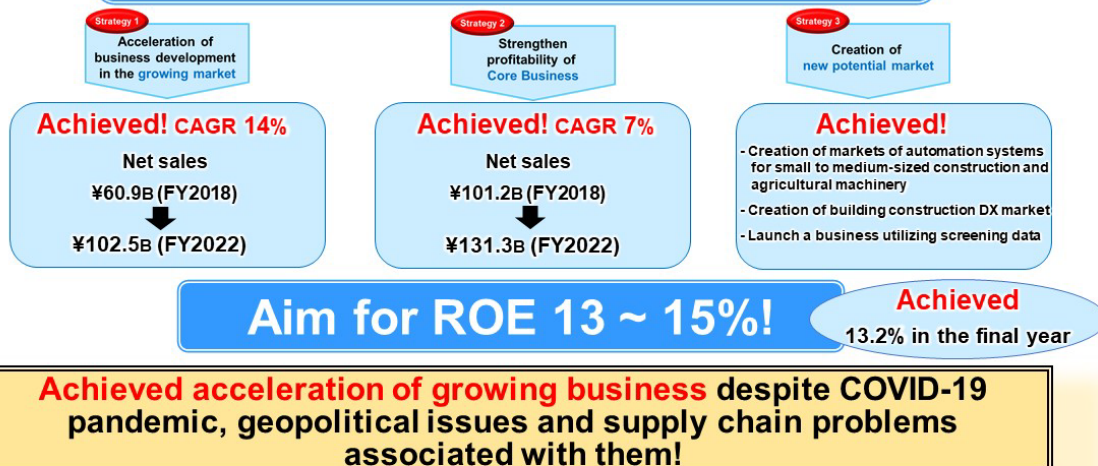 Strategy 1
Acceleration of
business development
in the growing market
Strategy 2
Strengthen
profitability of
Core Business
Strategy 3
Creation of
new potential market
Achieved! CAGR 14%
Net sales
¥60.9B (FY2018)
¥102.5B (FY2022)
Achieved! CAGR 7%
Net sales
¥101.2B (FY2018)
¥131.3B (FY2022)
Achieved!
- Creation of markets of automation systems
for small to medium-sized construction and
agricultural machinery
- Creation of building construction DX market
- Launch a business utilizing screening data
Aim for ROE 13 ~ 15%!
Achieved
13.2% in the final year
Achieved acceleration of growing business despite COVID-19
pandemic, geopolitical issues and supply chain problems
associated with them!